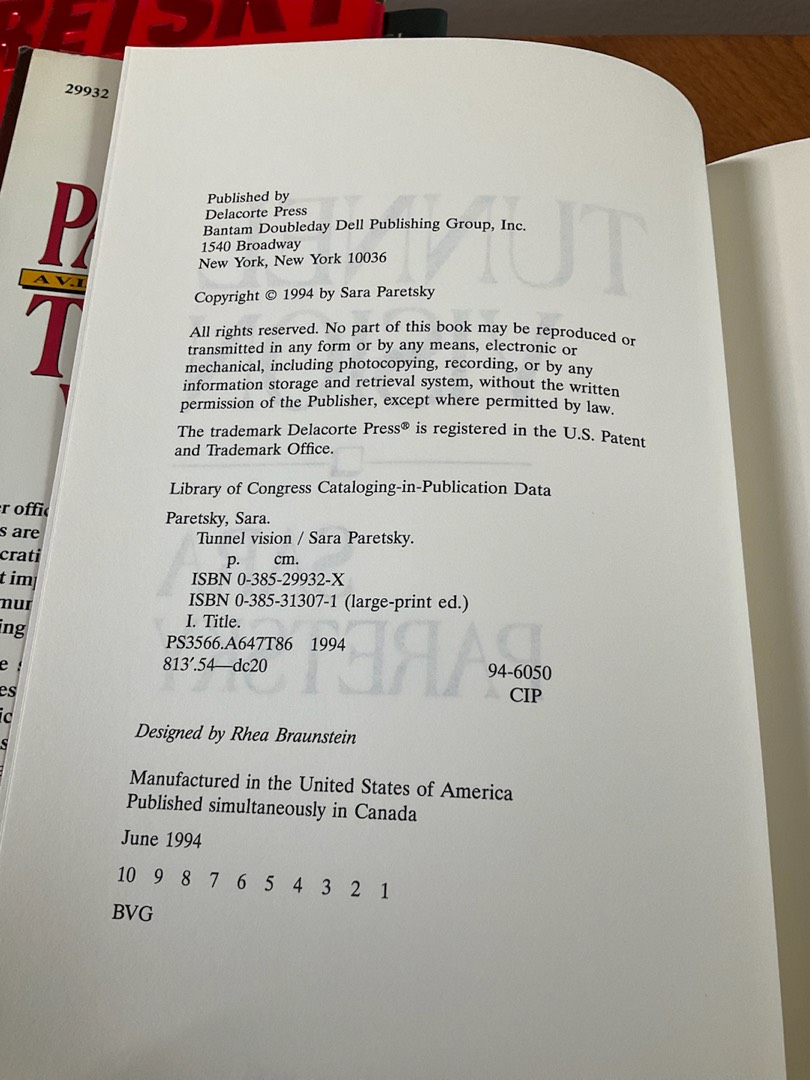 RETSKY
29932
PA
A V.I.
T
Published by
Delacorte Press
Bantam Doubleday Dell Publishing Group, Inc.
1540 Broadway
New York, New York 10036
Copyright © 1994 by Sara Paretsky
All rights reserved. No part of this book may be reproduced or
transmitted in any form or by any means, electronic or
mechanical, including photocopying, recording, or by any
information storage and retrieval system, without the written
permission of the Publisher, except where permitted by law.
The trademark Delacorte Press® is registered in the U.S. Patent
and Trademark Office.
Library of Congress Cataloging-in-Publication Data
Paretsky, Sara.
Tunnel vision / Sara Paretsky.
p. cm.
ISBN 0-385-29932-X
ISBN 0-385-31307-1 (large-print ed.)
I. Title.
PS3566.A647T86 1994
813′.54—dc20
94-6050
CIP
Designed by Rhea Braunstein
Manufactured in the United States of America
Published simultaneously in Canada
June 1994
10 9 8 7 6 5 4 3 2 1
BVG